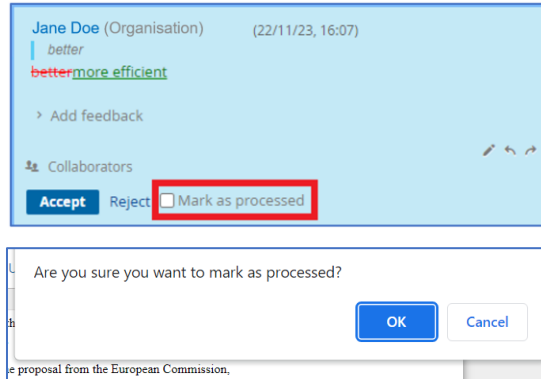 Jane Doe (Organisation) (22/11/23, 16:07)
better
bettermore efficient
> Add feedback
Collaborators
Accept Reject Mark as processed
Are you sure you want to mark as processed?
OK Cancel
proposal from the European Commission,